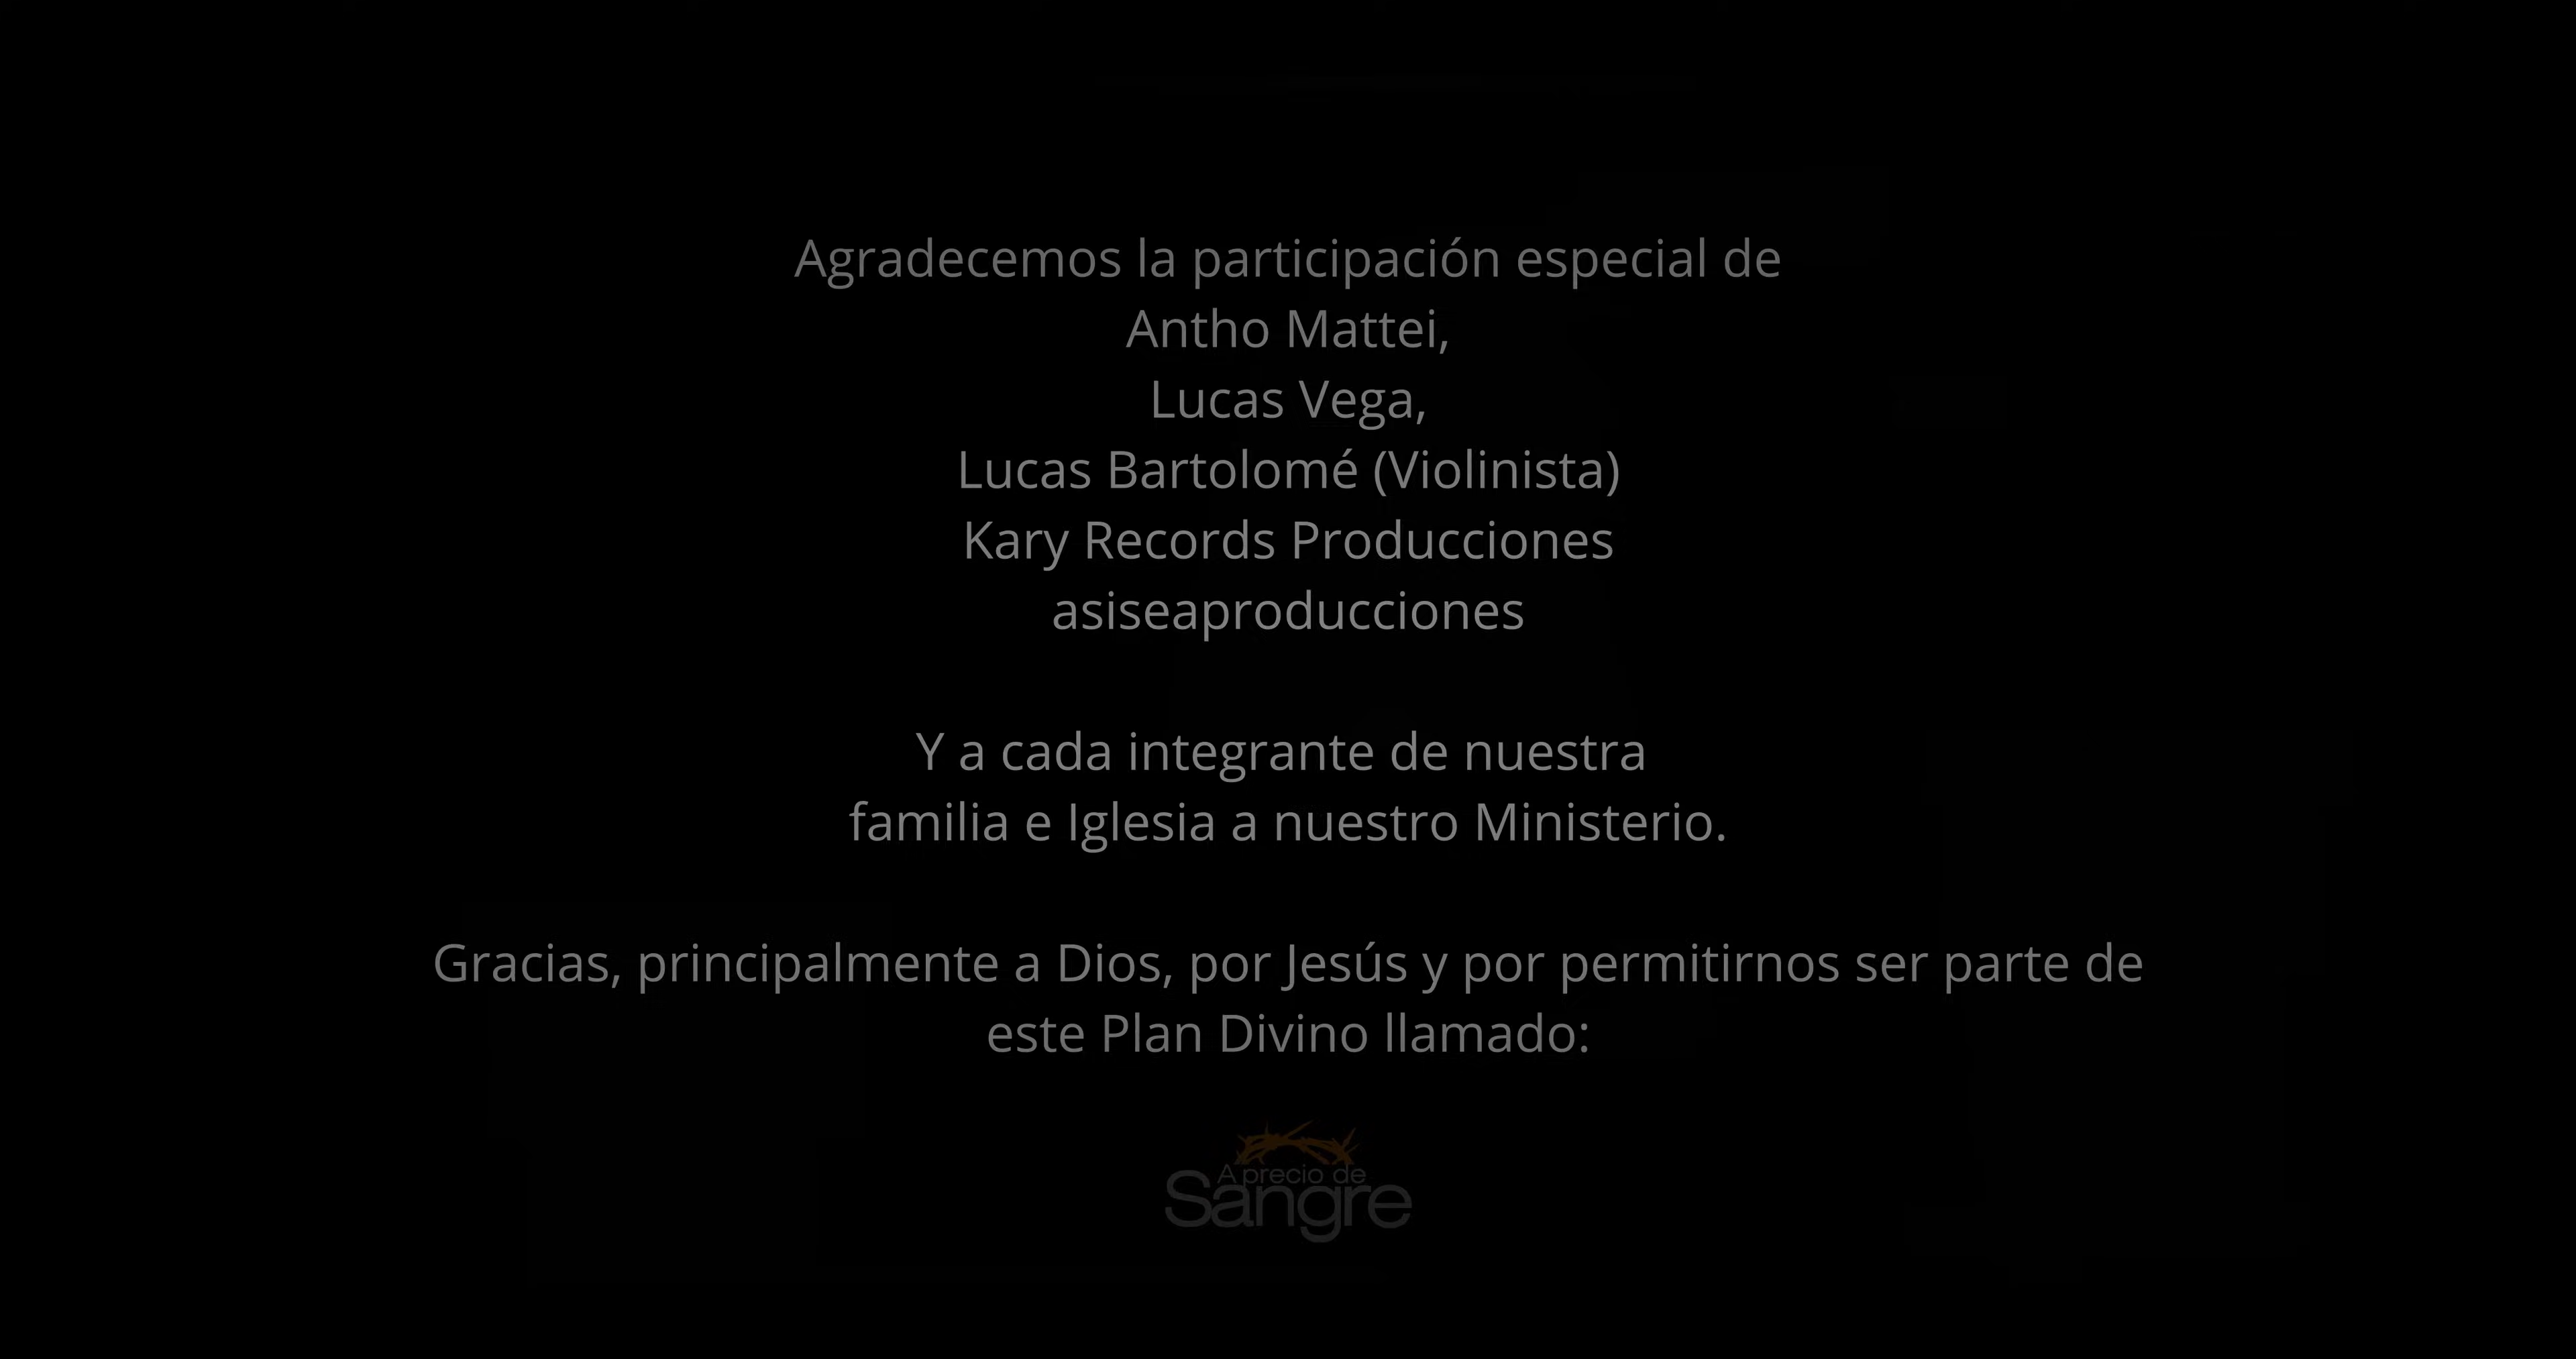 Agradecemos la participación especial de
Antho Mattei,
Lucas Vega,
Lucas Bartolomé (Violinista)
Kary Records Producciones
asiseaproducciones
Y a cada integrante de nuestra
familia e Iglesia a nuestro Ministerio.
Gracias, principalmente a Dios, por Jesús y por permitirnos ser parte de
este Plan Divino llamado:
A precio de
Sangre